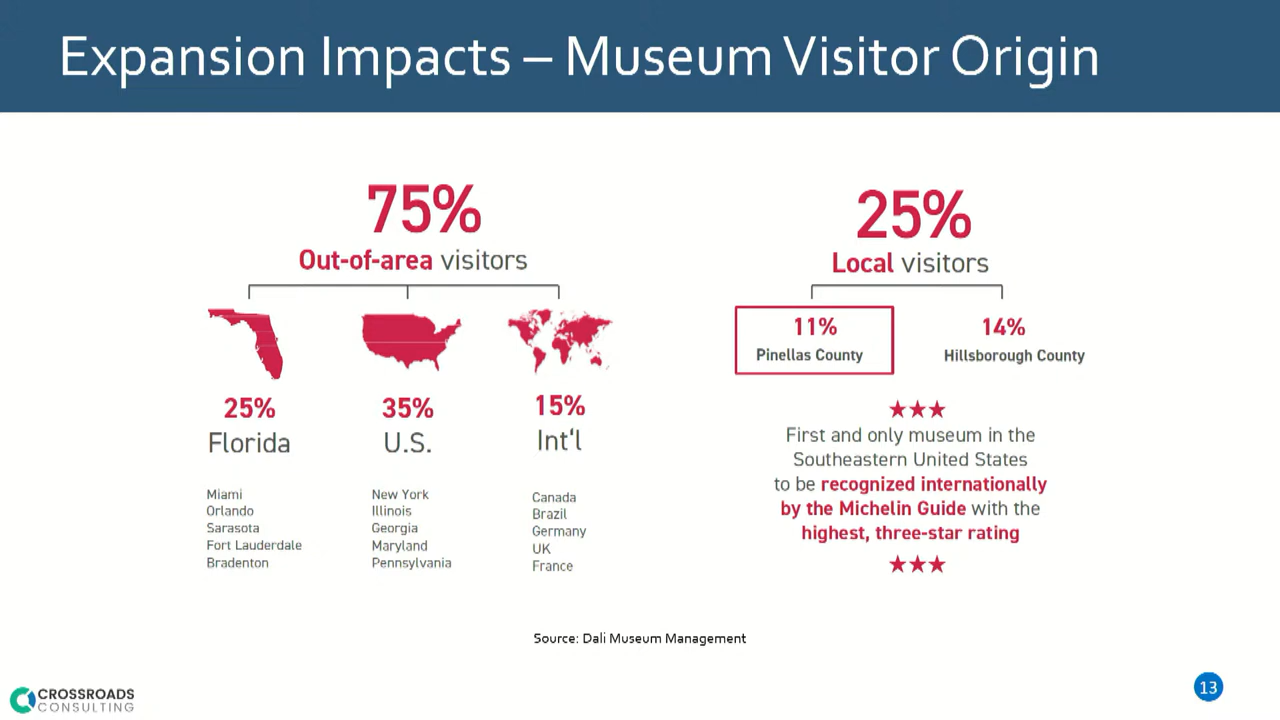 Expansion Impacts – Museum Visitor Origin
75%
Out-of-area visitors
25%
Florida
Miami
Orlando
Sarasota
Fort Lauderdale
Bradenton
35%
U.S.
New York
Illinois
Georgia
Maryland
Pennsylvania
15%
Int‘l
Canada
Brazil
Germany
UK
France
25%
Local visitors
11%
Pinellas County
14%
Hillsborough County
First and only museum in the
Southeastern United States
to be recognized internationally
by the Michelin Guide with the
highest, three-star rating
Source: Dali Museum Management
CROSSROADS
CONSULTING
13